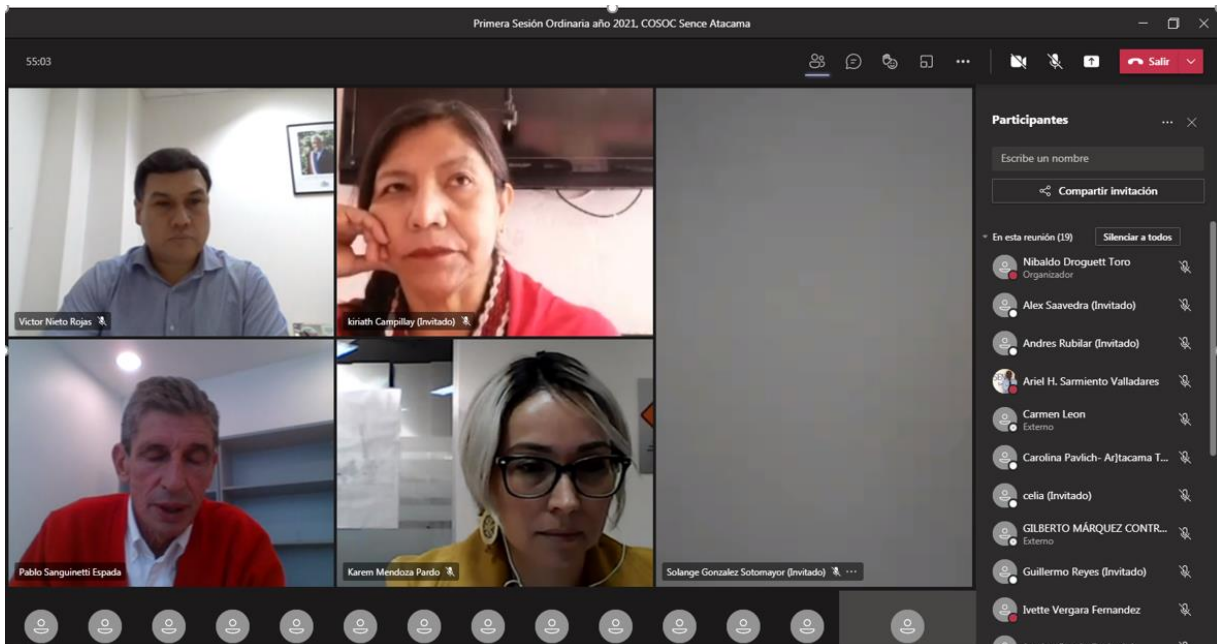 Primera Sesión Ordinaria año 2021, COSOC Sence Atacama
55:03
Salir
Victor Nieto Rojas
kiriath Campillay (Invitado)
Pablo Sanguinetti Espada
Karem Mendoza Pardo
Solange Gonzalez Sotomayor (Invitado)
Participantes
Escribe un nombre
Compartir invitación
En esta reunión (19)
Silenciar a todos
Nibaldo Droguett Toro
Organizador
Alex Saavedra (Invitado)
Andres Rubilar (Invitado)
Ariel H. Sarmiento Valladares
Carmen Leon
Externo
Carolina Pavlich- Ar]tacama T...
celia (Invitado)
GILBERTO MÁRQUEZ CONTR...
Externo
Guillermo Reyes (Invitado)
Ivette Vergara Fernandez